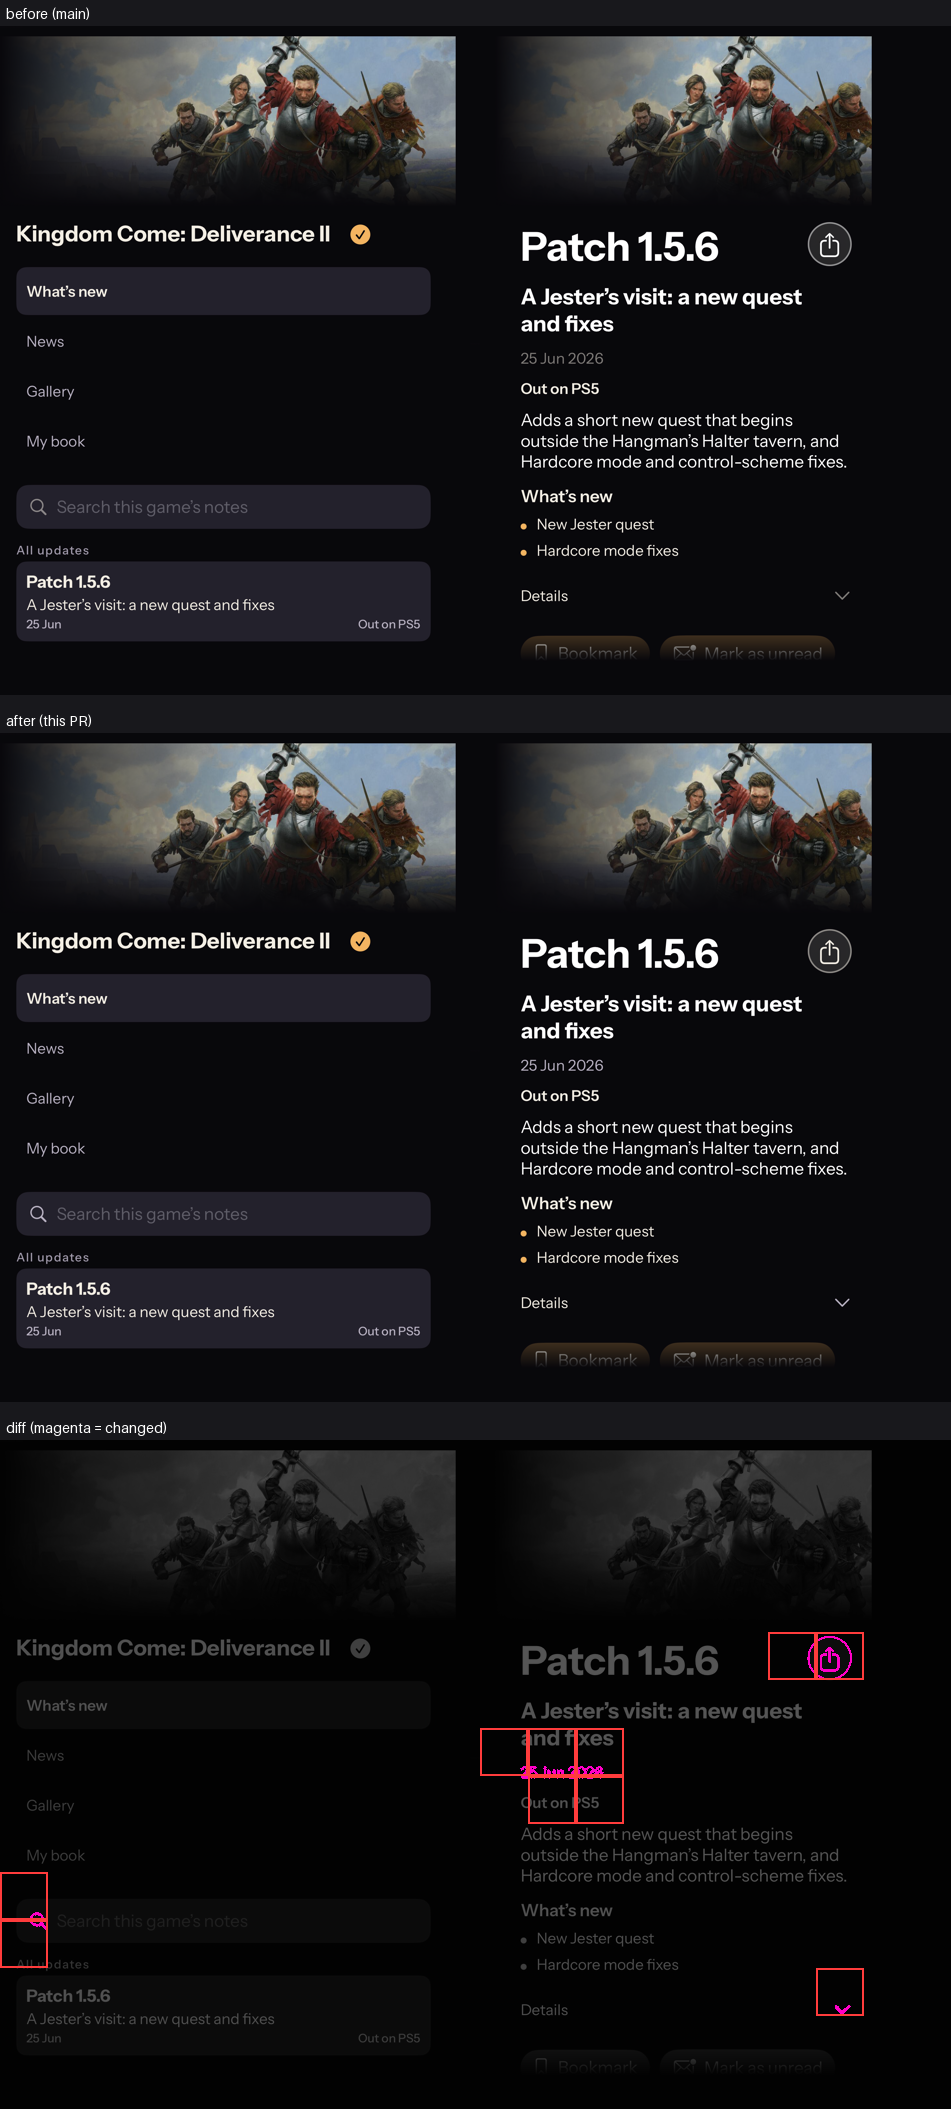 before (main)
Kingdom Come: Deliverance II
What's new
News
Gallery
My book
Search this game's notes
All updates
Patch 1.5.6
A Jester's visit: a new quest and fixes
25 Jun
Out on PS5
Patch 1.5.6
A Jester's visit: a new quest
and fixes
25 Jun 2026
Out on PS5
Adds a short new quest that begins
outside the Hangman's Halter tavern, and
Hardcore mode and control-scheme fixes.
What's new
New Jester quest
Hardcore mode fixes
Details
Bookmark
Mark as unread
after (this PR)
Kingdom Come: Deliverance II
What's new
News
Gallery
My book
Search this game's notes
All updates
Patch 1.5.6
A Jester's visit: a new quest and fixes
25 Jun
Out on PS5
Patch 1.5.6
A Jester's visit: a new quest
and fixes
25 Jun 2026
Out on PS5
Adds a short new quest that begins
outside the Hangman's Halter tavern, and
Hardcore mode and control-scheme fixes.
What's new
New Jester quest
Hardcore mode fixes
Details
Bookmark
Mark as unread
diff (magenta = changed)
Kingdom Come: Deliverance II
What's new
News
Gallery
My book
Search this game's notes
All updates
Patch 1.5.6
A Jester's visit: a new quest and fixes
25 Jun
Out on PS5
Patch 1.5.6
A Jester's visit: a new quest
and fixes
25 Jun 2026
Out on PS5
Adds a short new quest that begins
outside the Hangman's Halter tavern, and
Hardcore mode and control-scheme fixes.
What's new
New Jester quest
Hardcore mode fixes
Details
Bookmark
Mark as unread